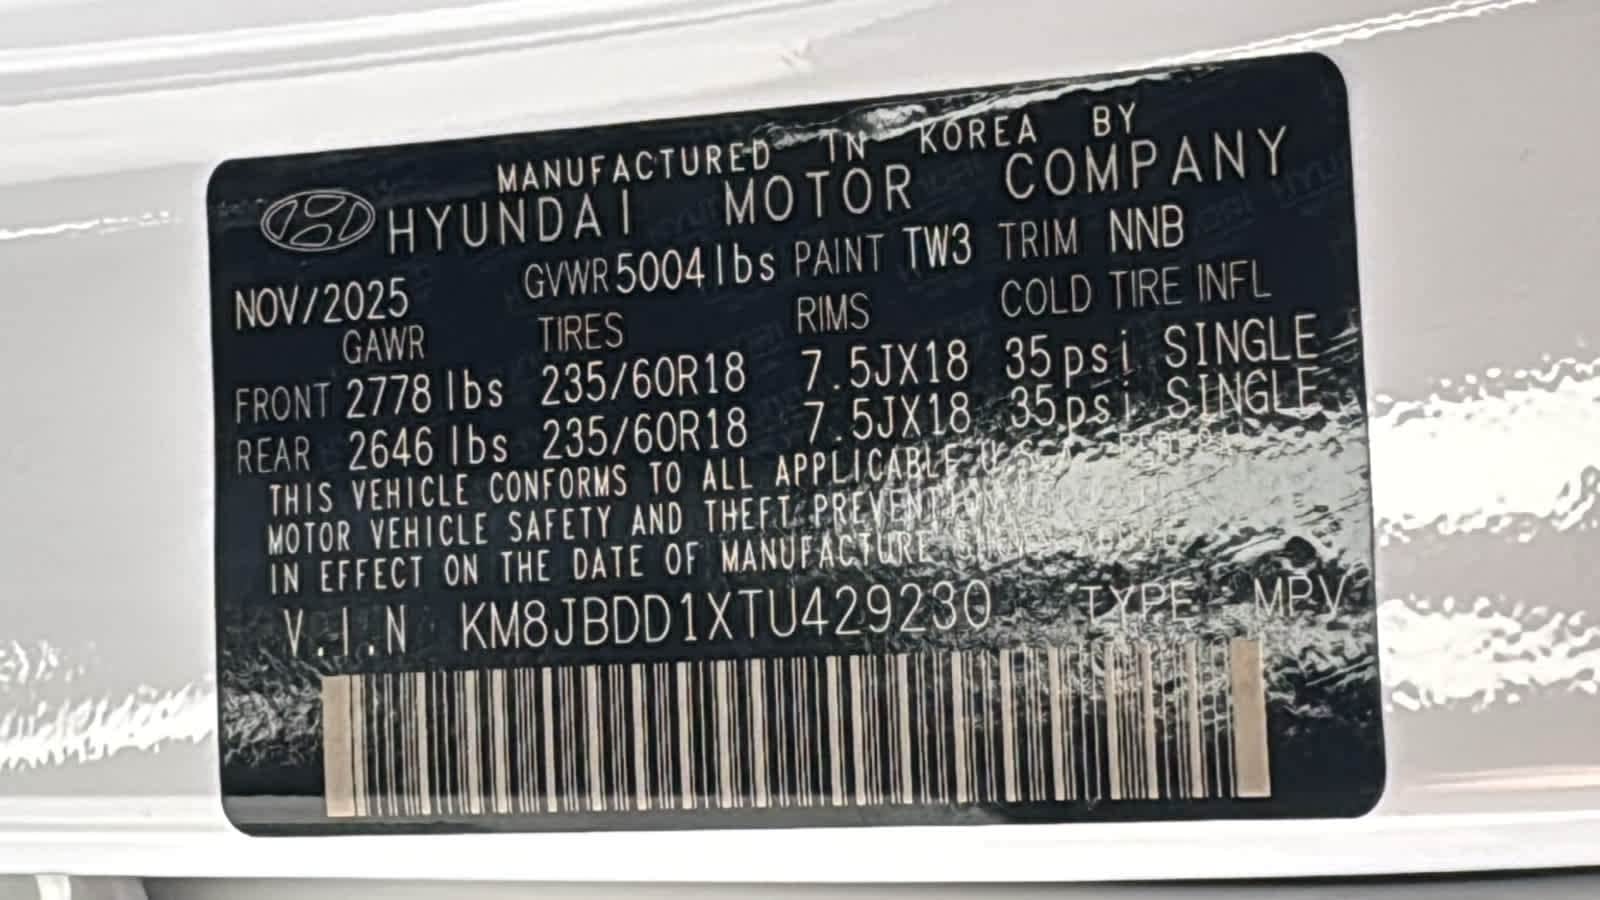 MANUFACTURED IN KOREA BY
HYUNDAI MOTOR COMPANY
NOV/2025 GVWR 5004 lbs PAINT TW3 TRIM NNB
GAWR TIRES RIMS COLD TIRE INFL
FRONT 2778 lbs 235/60R18 7.5JX18 35psi SINGLE
REAR 2646 lbs 235/60R18 7.5JX18 35psi SINGLE
THIS VEHICLE CONFORMS TO ALL APPLICABLE U.S.A. FEDERAL
MOTOR VEHICLE SAFETY AND THEFT PREVENTION
IN EFFECT ON THE DATE OF MANUFACTURE
V.I.N KM8JBDD1XTU429230 TYPE MPV